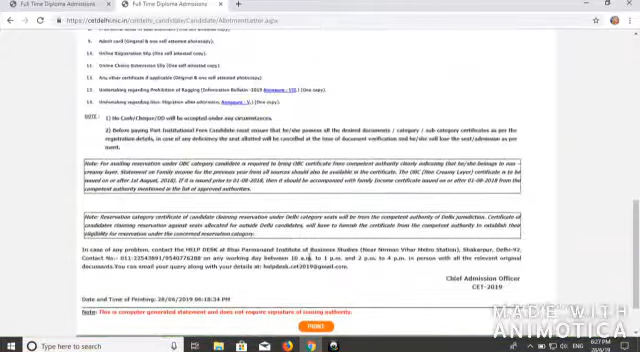 Full Time Diploma Admissions
Full Time Diploma Admissions
https://cetdelhi.nic.in/cetdelhi_candidate/Candidate/AllotmentLetter.aspx
9. Admit card (Original & one self attested photocopy).
10. Online Registration Slip (One self attested copy).
11. Online Choice Submission Slip (One self attested copy).
12. Any other certificate if applicable (Original & one self attested photocopy).
13. Undertaking regarding Prohibition of Ragging (Information Bulletin -2019 Annexure - VII.) (One copy).
14. Undertaking regarding Non-Migration after admission, Annexure - V.) (One copy).
NOTE : 1) No Cash/Cheque/DD will be accepted under any circumstances.
2) Before paying Part Institutional Fees Candidate must ensure that he/she possess all the desired documents / category / sub-category certificates as per the
registration details, in case of any deficiency the seat allotted will be cancelled at the time of document verification and he/she will lose the seat/admission as per
merit.
Note: For availing reservation under OBC category candidate is required to bring OBC certificate from competent authority clearly indicating that he/she belongs to non -
creamy layer. Statement on Family income for the previous year from all sources should also be available in the certificate. The OBC (Non Creamy Layer) certificate to be
issued on or after 1st August, 2018). If it is issued prior to 01-08-2018, then it should be accompanied with family income certificate issued on or after 01-08-2018 from the
competent authority mentioned in the list of approved authorities.
Note: Reservation category certificate of candidate claiming reservation under Delhi category seats will be from the competent authority of Delhi jurisdiction. Certificate of
candidates claiming reservation against seats allocated for outside Delhi candidates, will have to furnish the certificate from the competent authority to establish their
eligibility for reservation under the concerned reservation category.
In case of any problem, contact the HELP DESK at Bhai Parmanand Institute of Business Studies (Near Nirman Vihar Metro Station), Shakarpur, Delhi-92,
Contact No:- 011-22543891/9540776288 on any working day between 10 a.m. to 1 p.m. and 2 p.m. to 4 p.m. in person with all the relevant original
documents.You can email your query along with your details at: helpdesk.cet2019@gmail.com.
Chief Admission Officer
CET-2019
Date and Time of Printing: 28/06/2019 06:18:24 PM
Note: This is computer generated statement and does not require signature of issuing authority.
PRINT
MADE WITH
ANIMOTICA
Type here to search
ENG
6:27 PM
28/6/19